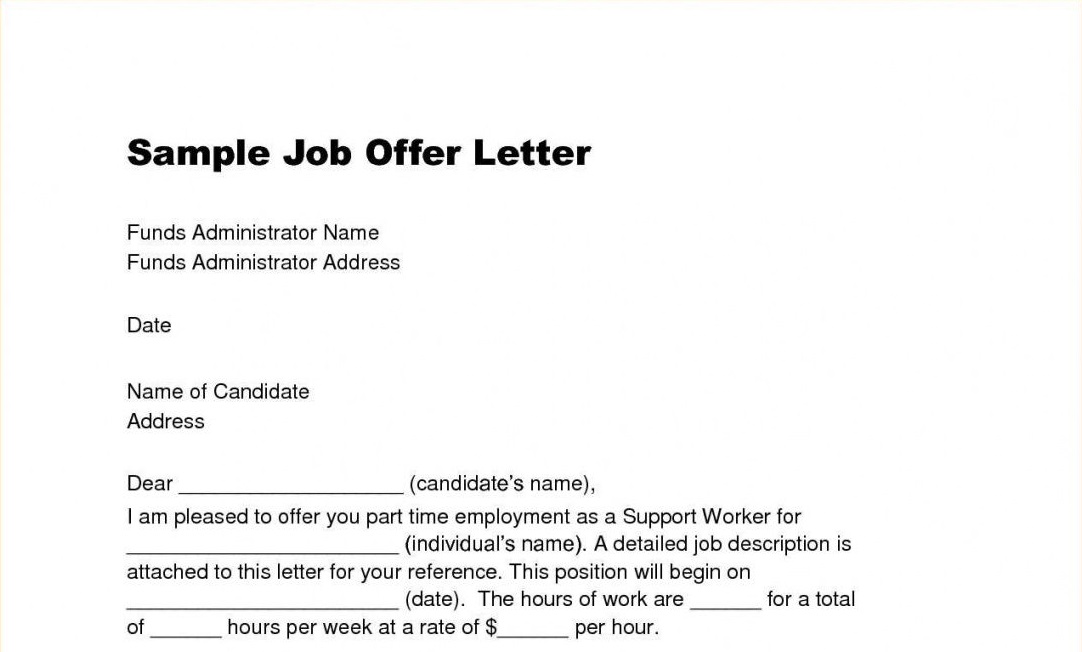 Sample Job Offer Letter
Funds Administrator Name
Funds Administrator Address
Date
Name of Candidate
Address
Dear ___________________ (candidate's name),
I am pleased to offer you part time employment as a Support Worker for
_______________________ (individual's name). A detailed job description is
attached to this letter for your reference. This position will begin on
_______________________ (date).  The hours of work are ______ for a total
of ______ hours per week at a rate of $______ per hour.